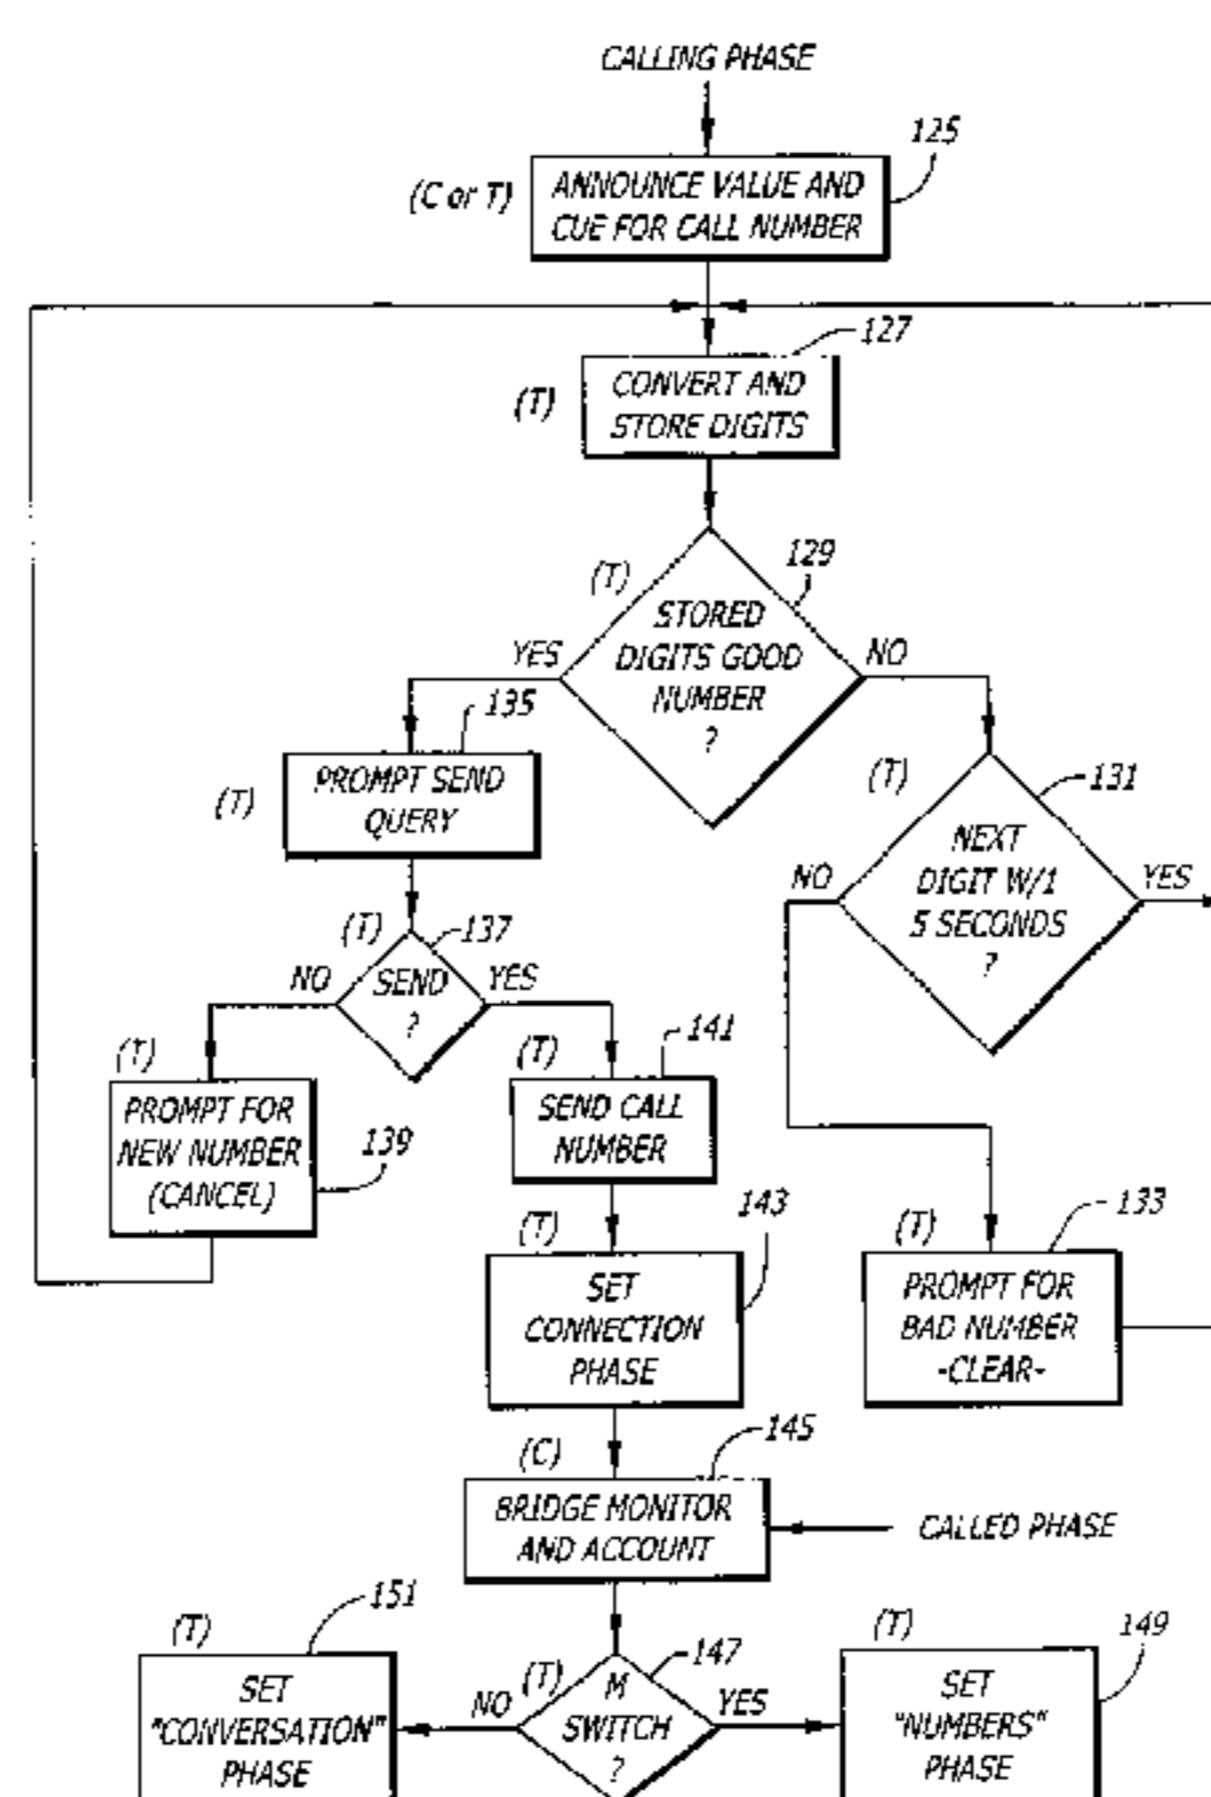 CALLING PHASE
125
(C or T)
ANNOUNCE VALUE AND
CUE FOR CALL NUMBER
127
(T)
CONVERT AND
STORE DIGITS
129
(T)
STORED
DIGITS GOOD
NUMBER
?
YES
NO
135
(T)
PROMPT SEND
QUERY
131
(T)
NEXT
DIGIT W/1
5 SECONDS
?
NO
YES
137
(T)
SEND
?
NO
YES
141
(T)
SEND CALL
NUMBER
(T)
PROMPT FOR
NEW NUMBER
(CANCEL)
139
143
(T)
SET
CONNECTION
PHASE
133
(T)
PROMPT FOR
BAD NUMBER
-CLEAR-
145
(C)
BRIDGE MONITOR
AND ACCOUNT
CALLED PHASE
151
(T)
SET
"CONVERSATION"
PHASE
147
(T)
M
SWITCH
?
NO
YES
149
(T)
SET
"NUMBERS"
PHASE